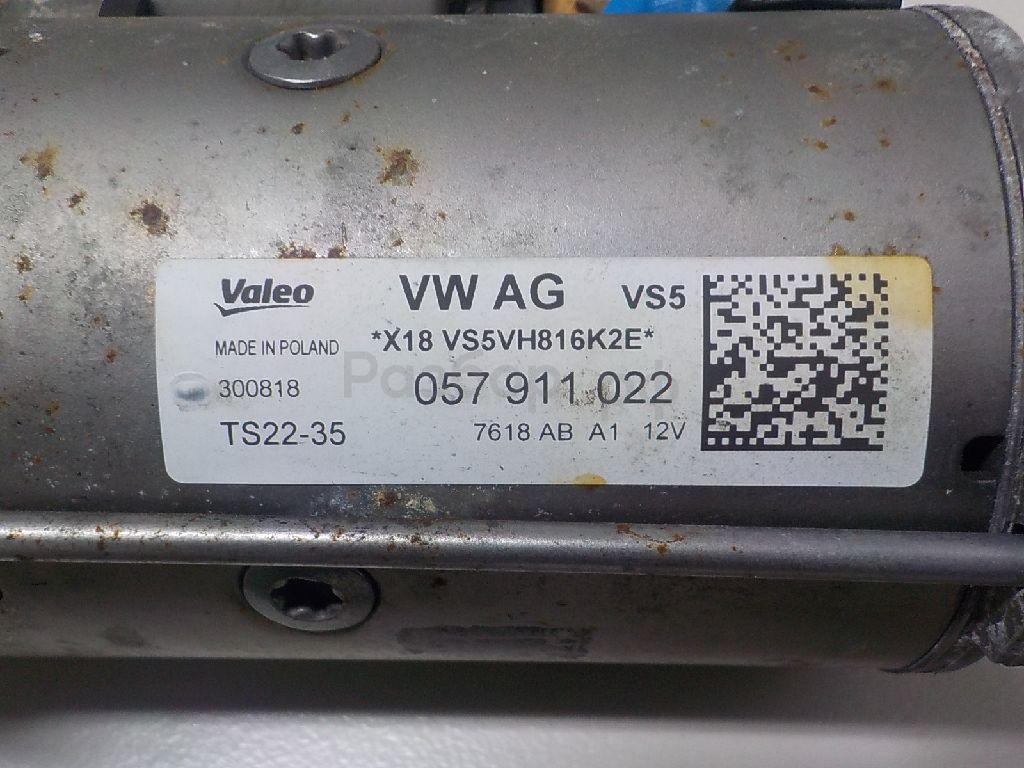 Valeo VW AG VS5
*X18 VS5VH816K2E*
MADE IN POLAND
300818 057 911 022
TS22-35 7618 AB A1 12V